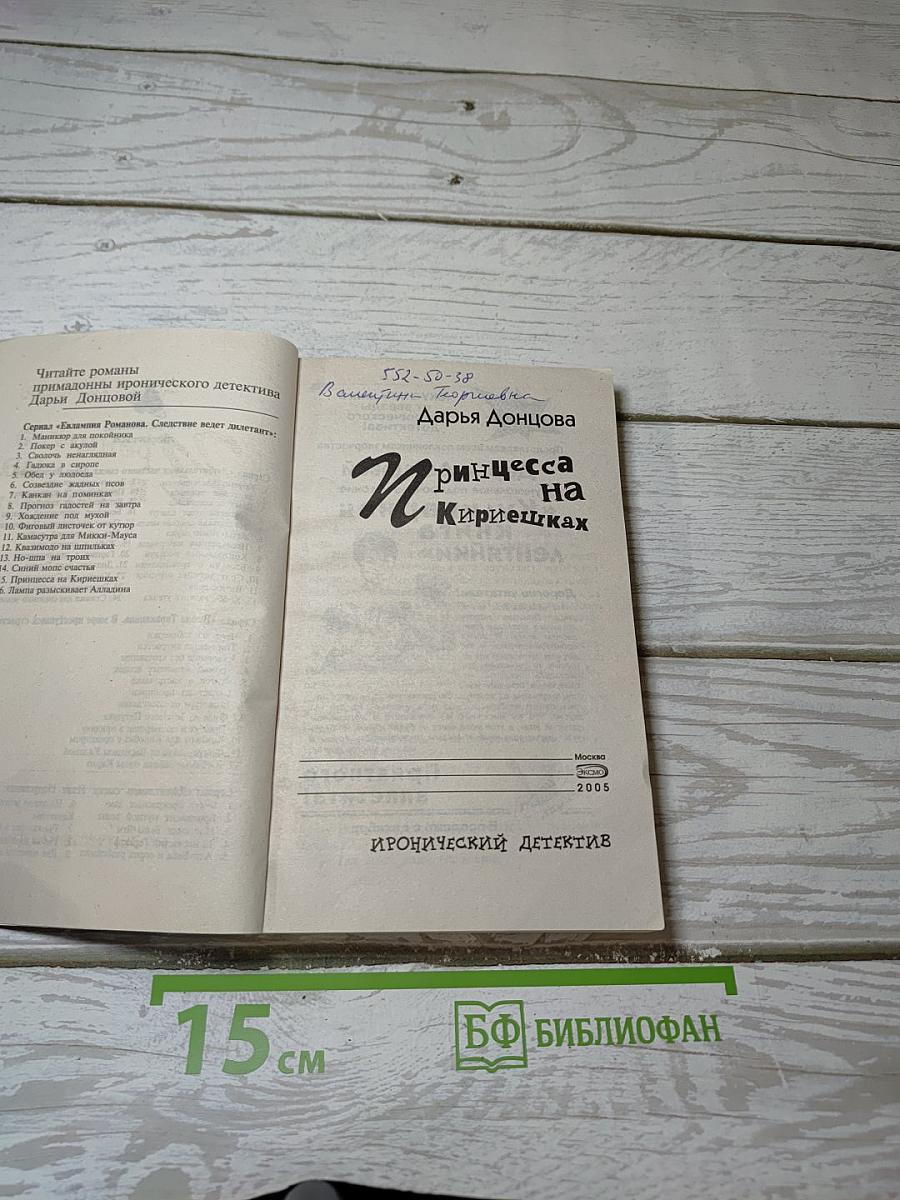 Читайте романы
примадонны иронического детектива
Дарьи Донцовой
Сериал «Евлампия Романова. Следствие ведет дилетант»:
1. Маникюр для покойника
2. Покер с акулой
3. Сволочь ненаглядная
4. Гадюка в сиропе
5. Обед у людоеда
6. Созвездие жадных псов
7. Канкан на поминках
8. Прогноз гадостей на завтра
9. Хождение под мухой
10. Фиговый листочек от кутюр
11. Камасутра для Микки-Мауса
12. Квазимодо на шпильках
13. Но-шпа на троих
14. Синий мопс счастья
5. Принцесса на Кириешках
6. Лампа разыскивает Алладина
552-50-38
Валентина Георгиевна
Дарья Донцова
Принцесса
на
Кириешках
Москва
ЭКСМО
2005
ИРОНИЧЕСКИЙ ДЕТЕКТИВ
15 см
БФ БИБЛИОФАН